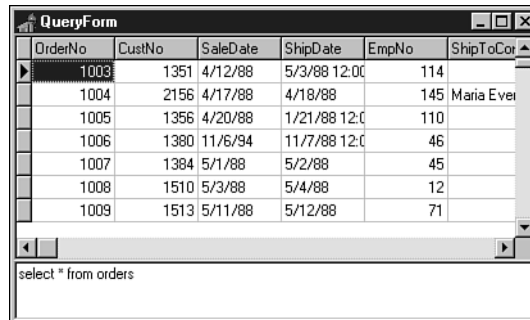 QueryForm
OrderNo CustNo SaleDate ShipDate EmpNo ShipToCor
1003 1351 4/12/88 5/3/88 12:00 114
1004 2156 4/17/88 4/18/88 145 Maria Ever
1005 1356 4/20/88 1/21/88 12:0 110
1006 1380 11/6/94 11/7/88 12:0 46
1007 1384 5/1/88 5/2/88 45
1008 1510 5/3/88 5/4/88 12
1009 1513 5/11/88 5/12/88 71
select * from orders